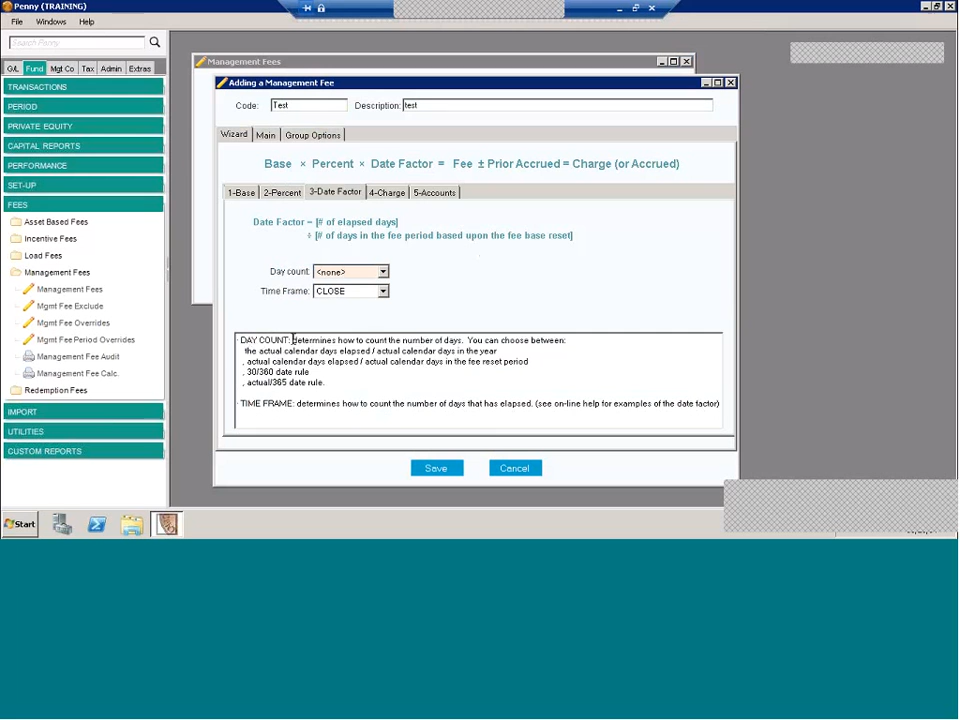 Penny (TRAINING)
File Windows Help
Search Penny
G/L Fund Mgt Co Tax Admin Extras
TRANSACTIONS
PERIOD
PRIVATE EQUITY
CAPITAL REPORTS
PERFORMANCE
SET-UP
FEES
Asset Based Fees
Incentive Fees
Load Fees
Management Fees
Management Fees
Mgmt Fee Exclude
Mgmt Fee Overrides
Mgmt Fee Period Overrides
Management Fee Audit
Management Fee Calc.
Redemption Fees
IMPORT
UTILITIES
CUSTOM REPORTS
Management Fees
Adding a Management Fee
Code: Test Description: test
Wizard Main Group Options
Base × Percent × Date Factor = Fee ± Prior Accrued = Charge (or Accrued)
1-Base 2-Percent 3-Date Factor 4-Charge 5-Accounts
Date Factor = [# of elapsed days]
÷ [# of days in the fee period based upon the fee base reset]
Day count: <none>
Time Frame: CLOSE
· DAY COUNT: determines how to count the number of days. You can choose between:
the actual calendar days elapsed / actual calendar days in the year
, actual calendar days elapsed / actual calendar days in the fee reset period
, 30/360 date rule
, actual/365 date rule.
· TIME FRAME: determines how to count the number of days that has elapsed. (see on-line help for examples of the date factor)
Save Cancel
Start